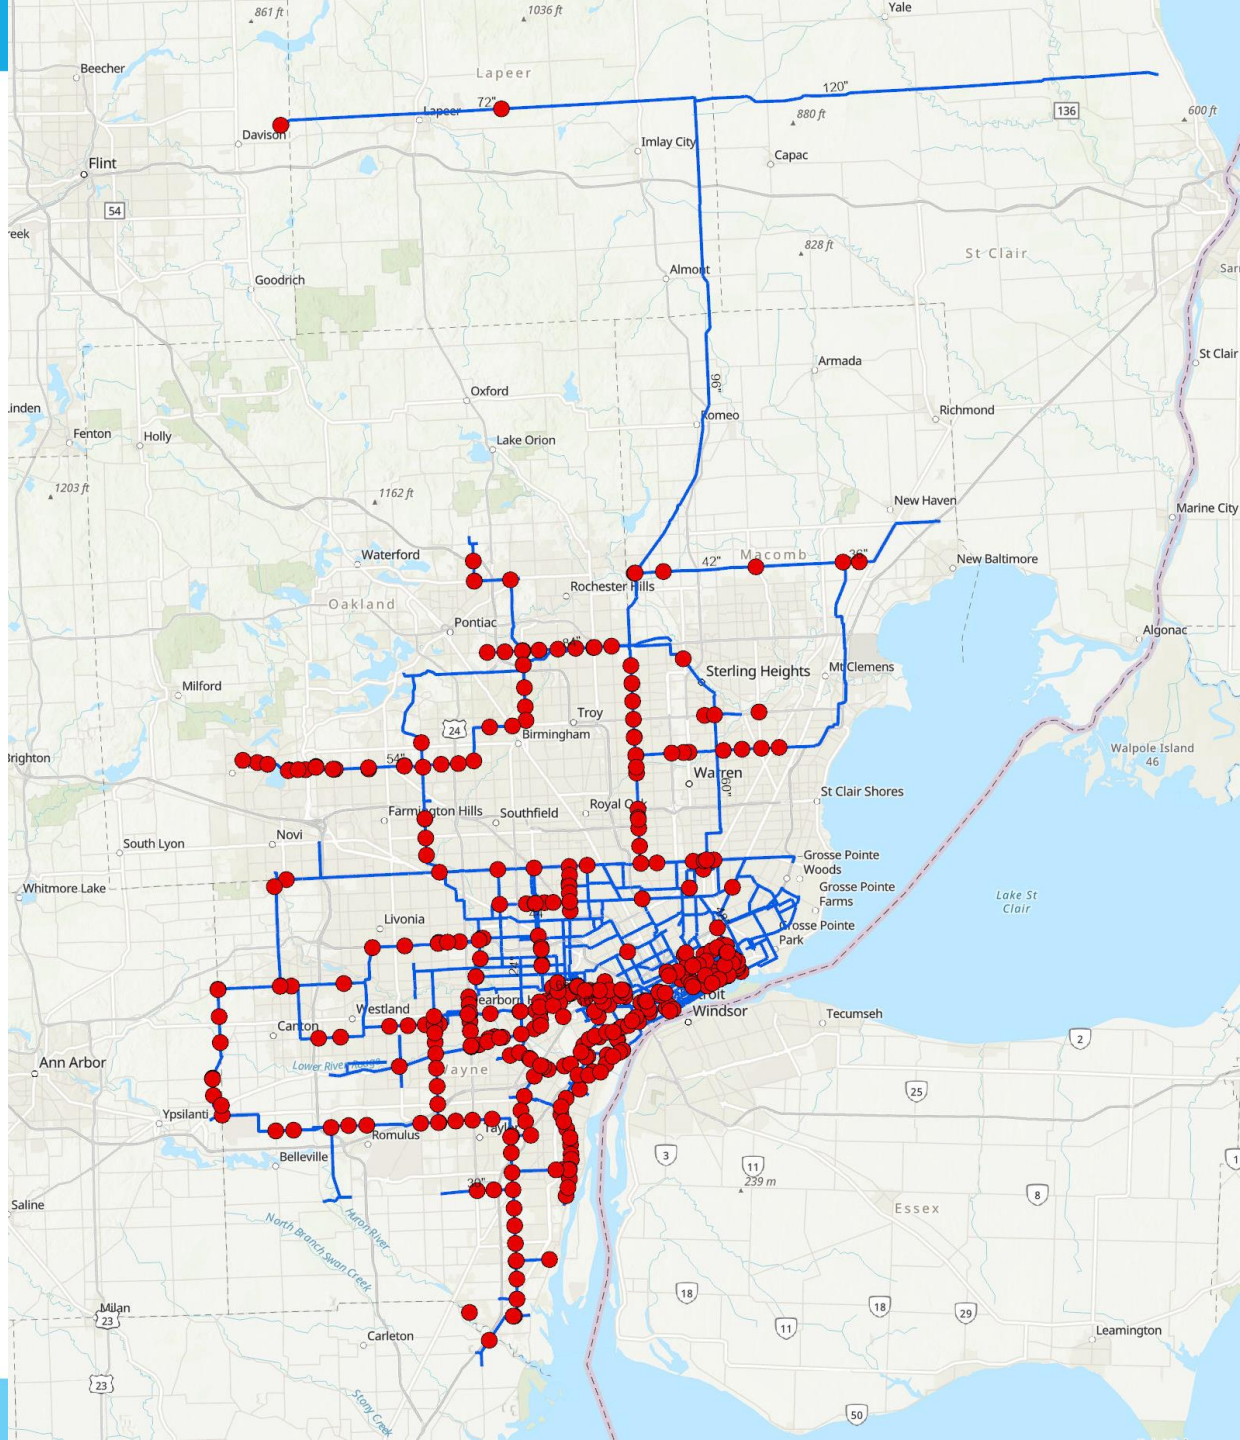 861 ft
1036 ft
Yale
Beecher
Lapeer
120"
72"
Lapeer
136
600 ft
880 ft
Davison
Imlay City
Capac
Flint
54
reek
828 ft
St Clair
Almont
Goodrich
Sar
St Clair
Armada
96"
Oxford
Romeo
Richmond
inden
Fenton
Holly
Lake Orion
1203 ft
1162 ft
New Haven
Marine City
Waterford
42"
Macomb
36"
New Baltimore
Rochester Hills
Oakland
Pontiac
Algonac
Sterling Heights
Mt Clemens
Milford
24
Troy
Birmingham
Walpole Island
46
righton
54"
Warren
60"
St Clair Shores
Royal Oak
Farmington Hills
Southfield
Novi
South Lyon
Grosse Pointe
Woods
Whitmore Lake
Grosse Pointe
Farms
Lake St
Clair
Livonia
Grosse Pointe
Park
Westland
Windsor
Tecumseh
Canton
2
Ann Arbor
Lower River Rouge
Wayne
25
Ypsilanti
Romulus
Taylor
Belleville
3
11
239 m
8
1
Saline
Essex
Huron River
North Branch Swan Creek
18
18
29
11
Milan
23
Carleton
Leamington
23
Stony Creek
50